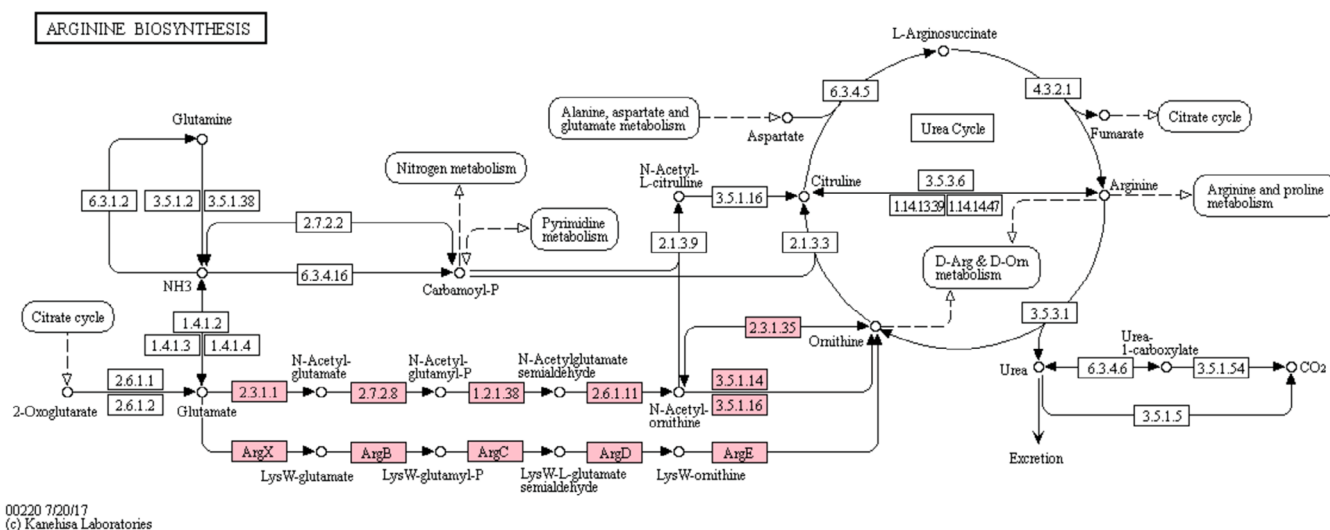 ARGININE BIOSYNTHESIS
L-Arginosuccinate
6.3.4.5
4.3.2.1
Alanine, aspartate and
glutamate metabolism
Aspartate
Urea Cycle
Fumarate
Citrate cycle
Glutamine
Nitrogen metabolism
N-Acetyl-
L-citrulline
6.3.1.2
3.5.1.2
3.5.1.38
3.5.1.16
Citruline
3.5.3.6
1.14.13.39
1.14.14.47
Arginine
Arginine and proline
metabolism
2.7.2.2
Pyrimidine
metabolism
2.1.3.9
2.1.3.3
D-Arg & D-Orn
metabolism
NH3
6.3.4.16
Carbamoyl-P
Citrate cycle
1.4.1.2
1.4.1.3
1.4.1.4
2.3.1.35
Ornithine
3.5.3.1
N-Acetyl-
glutamate
N-Acetyl-
glutamyl-P
N-Acetylglutamate
semialdehyde
Urea-
1-carboxylate
Urea
6.3.4.6
3.5.1.54
CO2
2.6.1.1
2.6.1.2
2-Oxoglutarate
Glutamate
2.3.1.1
2.7.2.8
1.2.1.38
2.6.1.11
N-Acetyl-
ornithine
3.5.1.14
3.5.1.16
3.5.1.5
ArgX
ArgB
ArgC
ArgD
ArgE
LysW-glutamate
LysW-glutamyl-P
LysW-L-glutamate
semialdehyde
LysW-ornithine
Excretion
00220 7/20/17
(c) Kanehisa Laboratories